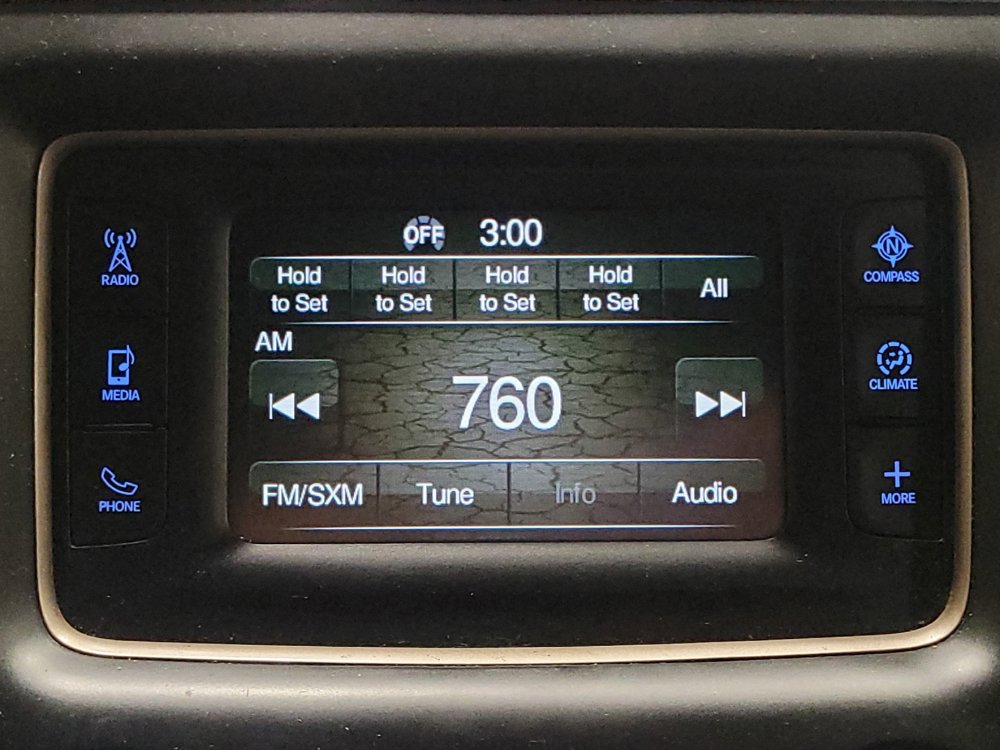 OFF 3:00
Hold to Set
Hold to Set
Hold to Set
Hold to Set
All
AM
760
FM/SXM Tune Info Audio
RADIO
MEDIA
PHONE
N
COMPASS
CLIMATE
MORE